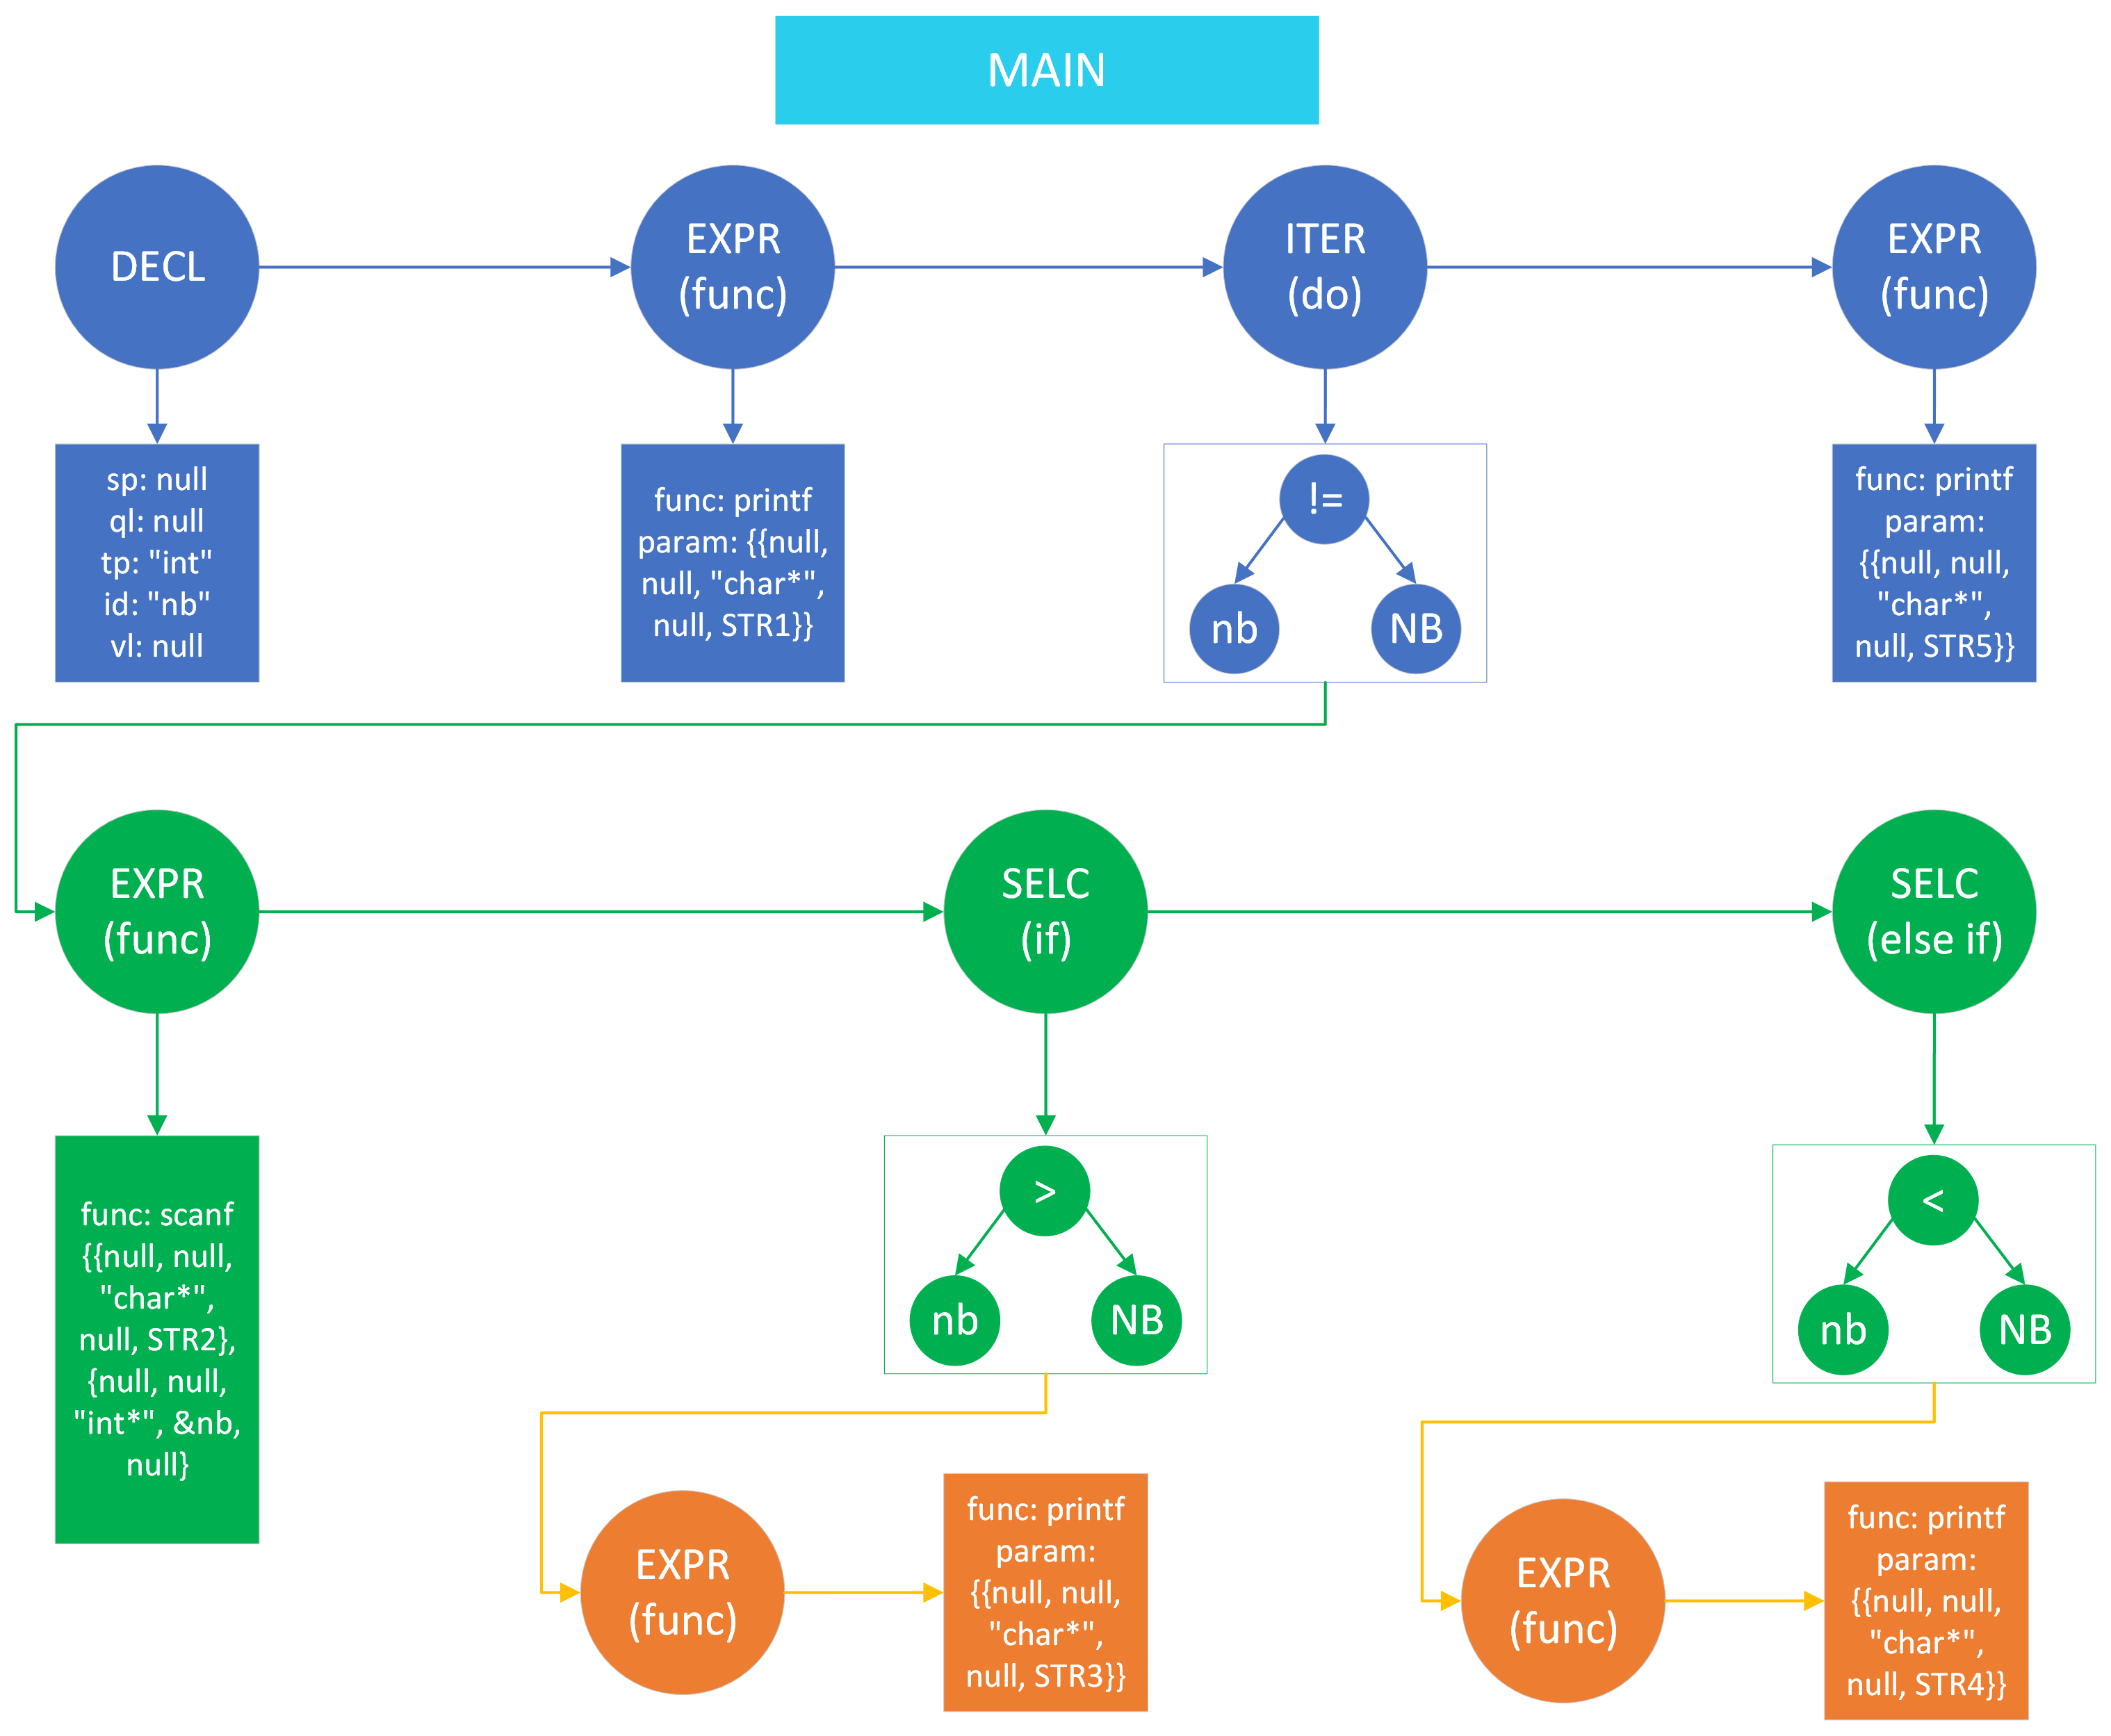 MAIN
DECL
EXPR
(func)
ITER
(do)
EXPR
(func)
sp: null
ql: null
tp: "int"
id: "nb"
vl: null
func: printf
param: {{null,
null, "char*",
null, STR1}}
!=
nb
NB
func: printf
param:
{{null, null,
"char*",
null, STR5}}
EXPR
(func)
SELC
(if)
SELC
(else if)
func: scanf
{{null, null,
"char*",
null, STR2},
{null, null,
"int*", &nb,
null}
>
nb
NB
<
nb
NB
EXPR
(func)
func: printf
param:
{{null, null,
"char*",
null, STR3}}
EXPR
(func)
func: printf
param:
{{null, null,
"char*",
null, STR4}}